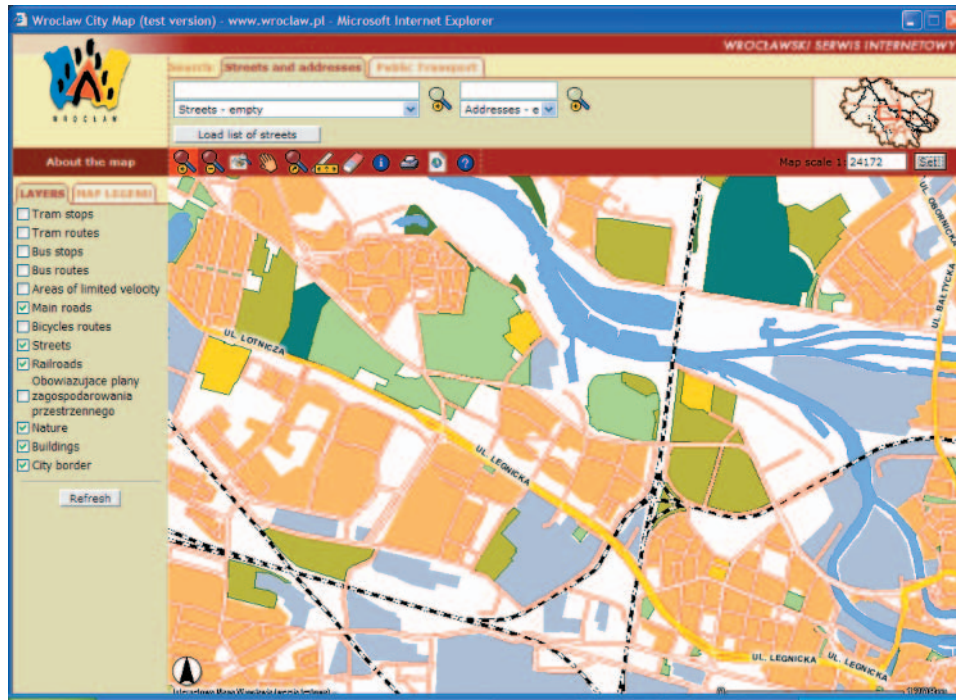 Wroclaw City Map (test version) - www.wroclaw.pl - Microsoft Internet Explorer
WROCŁAWSKI SERWIS INTERNETOWY
Search: Streets and addresses Public Transport
Streets - empty
Addresses - e
Load list of streets
WROCŁAW
About the map
Map scale 1: 24172 Set!
LAYERS MAP LEGEND
Tram stops
Tram routes
Bus stops
Bus routes
Areas of limited velocity
Main roads
Bicycles routes
Streets
Railroads
Obowiazujace plany
zagospodarowania
przestrzennego
Nature
Buildings
City border
Refresh
UL. OBORNICKA
UL. BAŁTYCKA
UL. LOTNICZA
UL. LEGNICKA
UL. LEGNICKA
UL. LEGNICKA